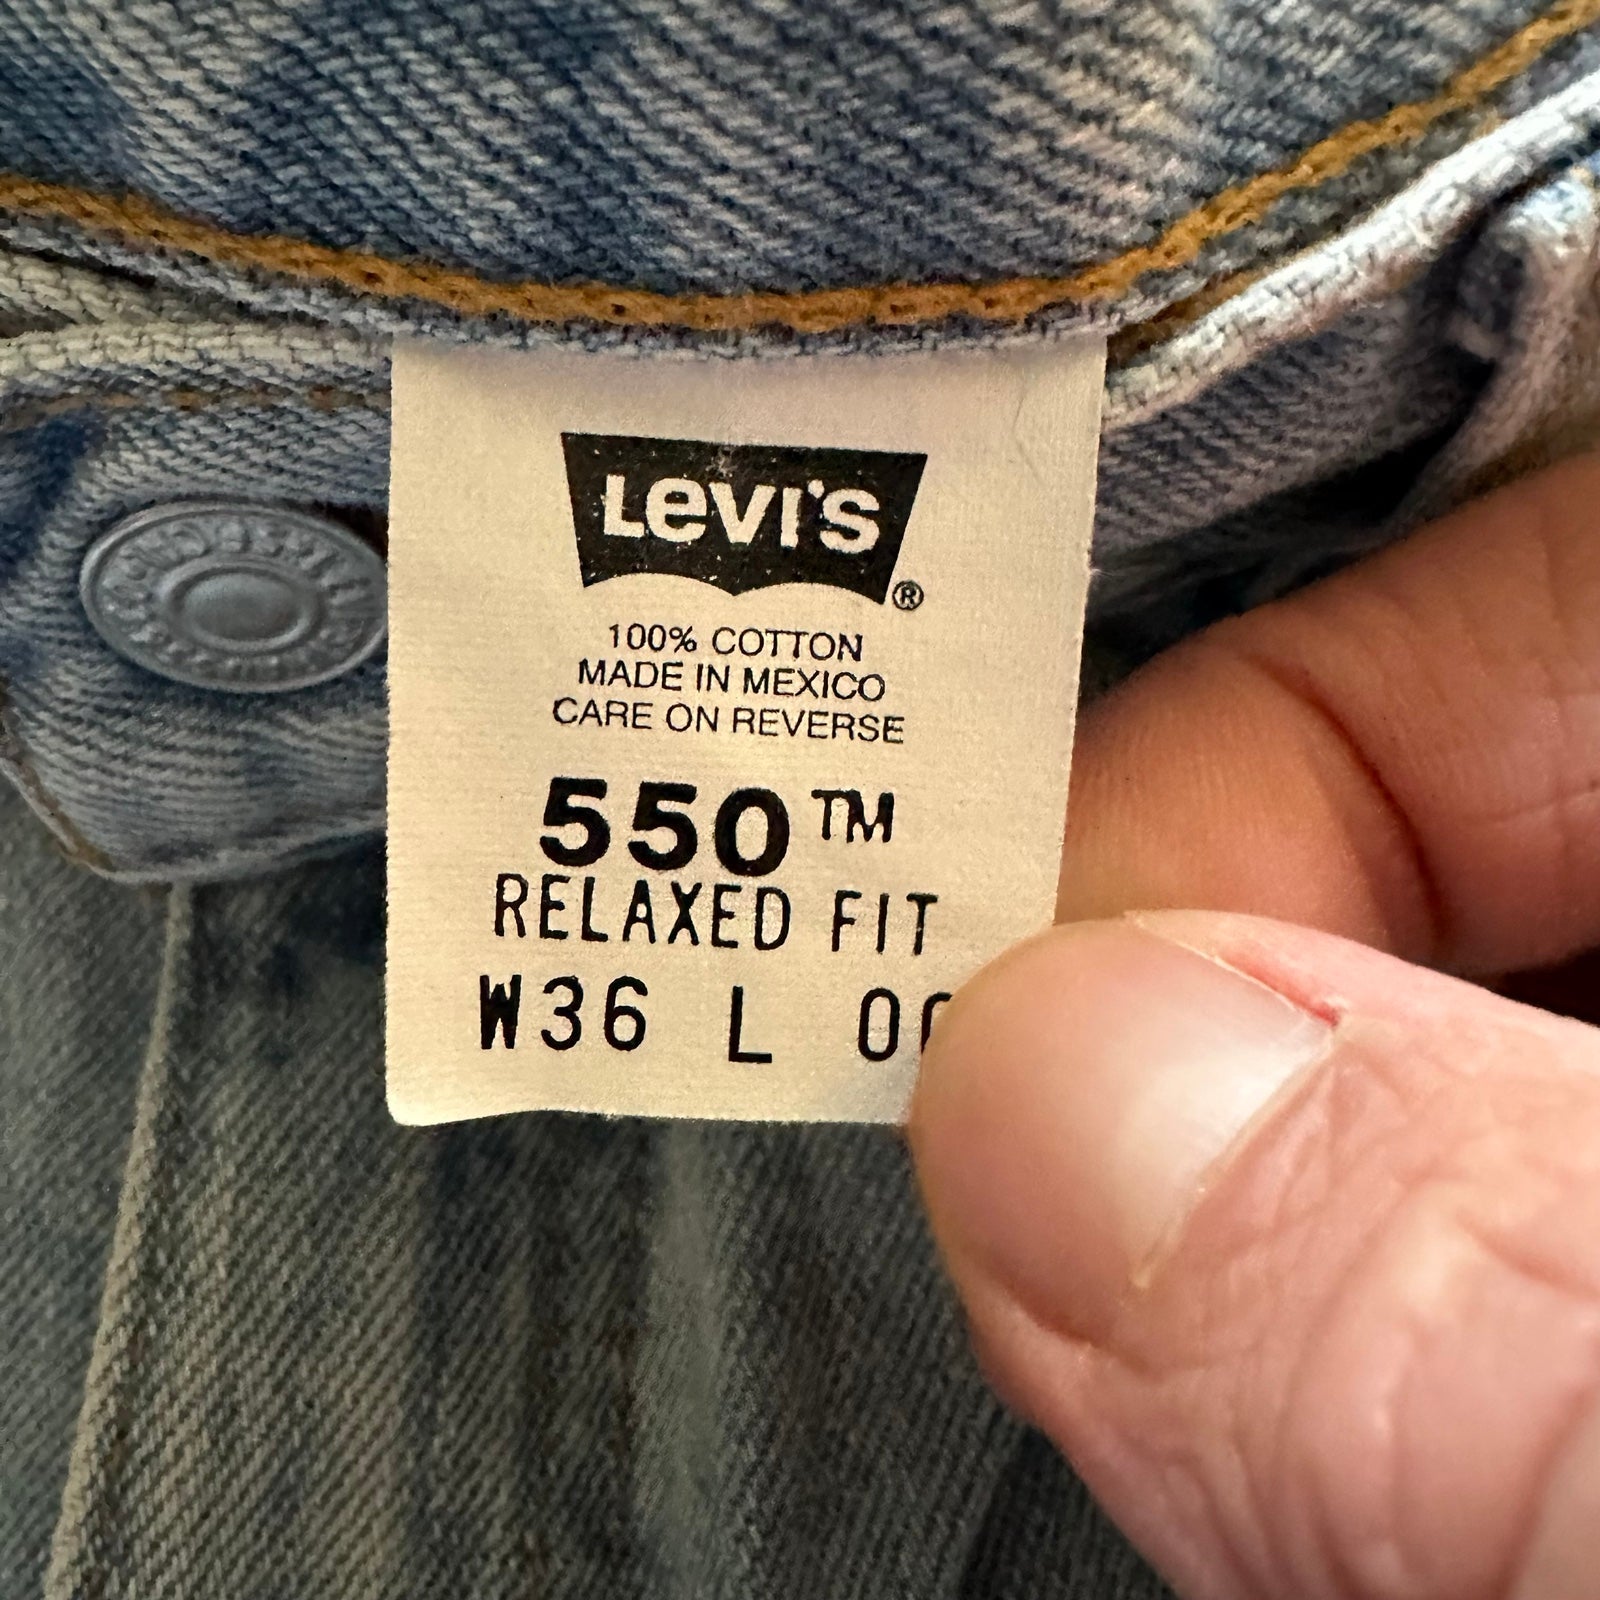 LEVI'S ®
100% COTTON
MADE IN MEXICO
CARE ON REVERSE
550™
RELAXED FIT
W36 L